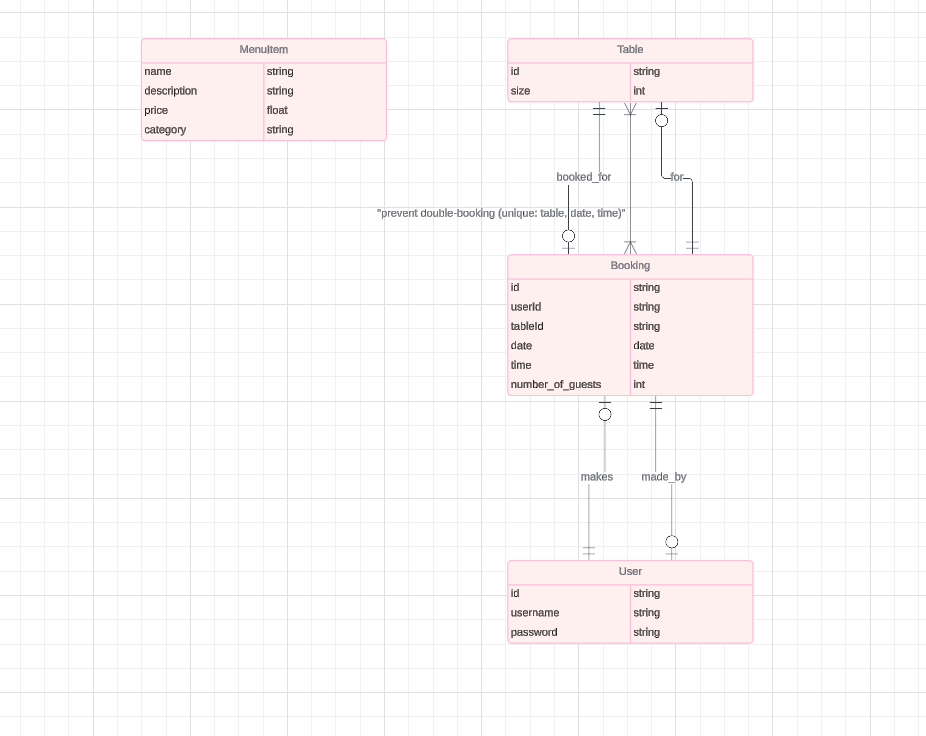 MenuItem
name string
description string
price float
category string
Table
id string
size int
booked_for
for
"prevent double-booking (unique: table, date, time)"
Booking
id string
userId string
tableId string
date date
time time
number_of_guests int
makes
made_by
User
id string
username string
password string